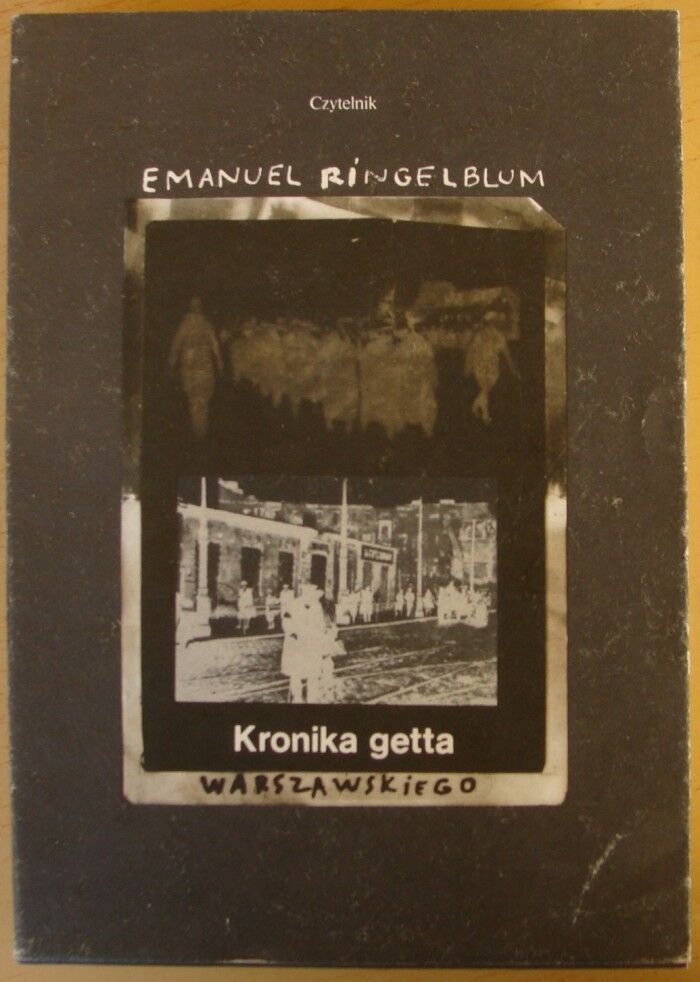 Czytelnik
EMANUEL RINGELBLUM
Kronika getta
WARSZAWSKIEGO